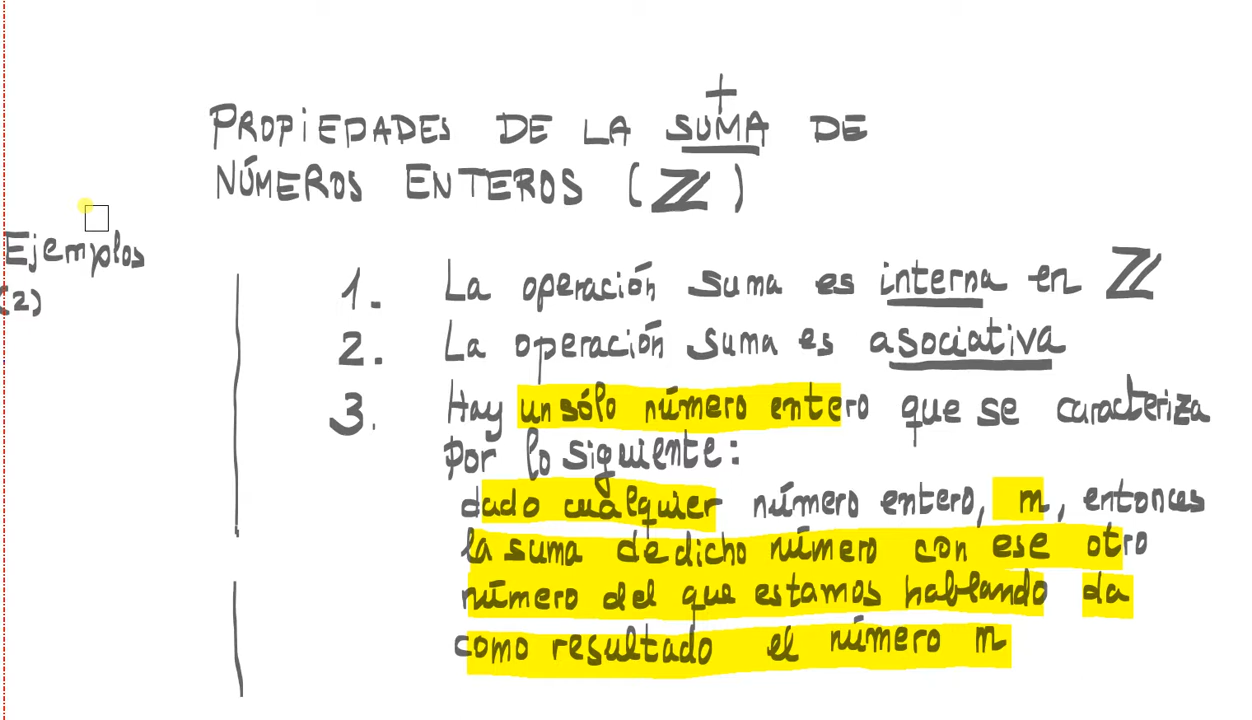 +
PROPIEDADES DE LA SUMA DE
NÚMEROS ENTEROS (ℤ)
Ejemplos
(2)
1. La operación suma es interna en ℤ
2. La operación suma es asociativa
3. Hay un sólo número entero que se caracteriza
por lo siguiente:
dado cualquier número entero, m, entonces
la suma de dicho número con ese otro
número del que estamos hablando da
como resultado el número m